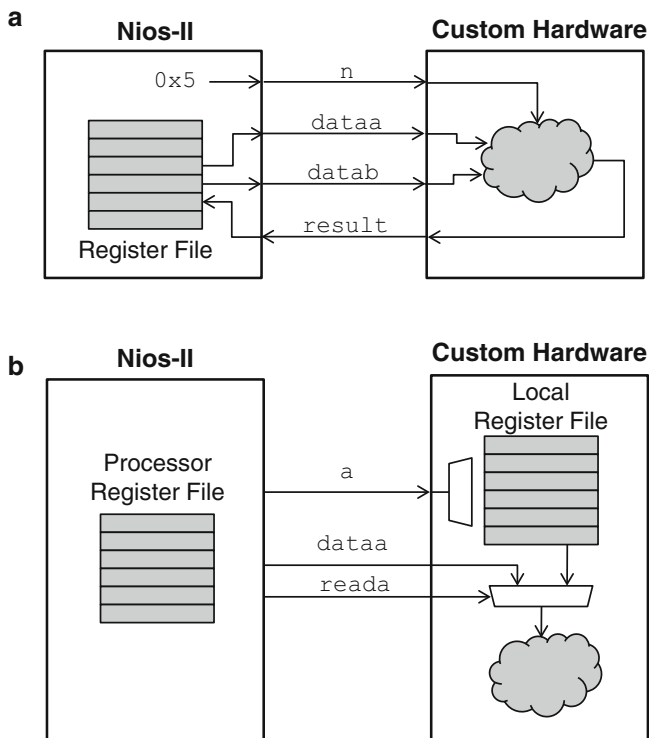 a
Nios-II
Custom Hardware
0x5
n
dataa
datab
result
Register File
b
Nios-II
Custom Hardware
Local
Register File
Processor
Register File
a
dataa
reada